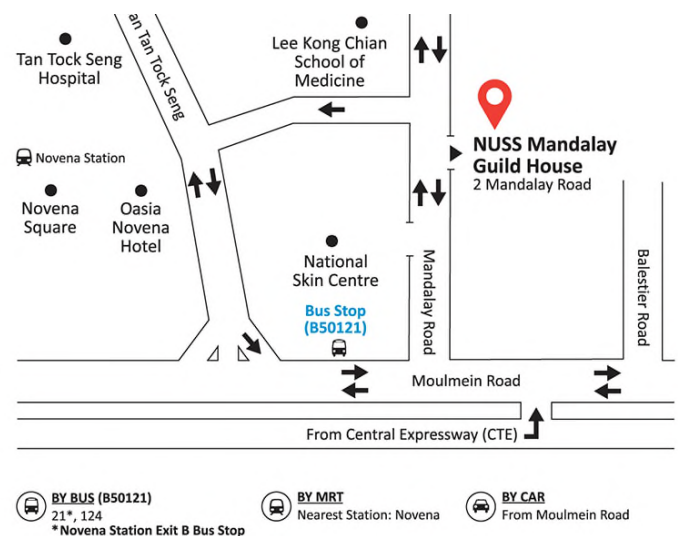 Tan Tock Seng
Hospital
an Tan Tock Seng
Lee Kong Chian
School of
Medicine
NUSS Mandalay
Guild House
2 Mandalay Road
Novena Station
Novena
Square
Oasia
Novena
Hotel
National
Skin Centre
Bus Stop
(B50121)
Mandalay Road
Balestier Road
Moulmein Road
From Central Expressway (CTE)
BY BUS (B50121)
21*, 124
*Novena Station Exit B Bus Stop
BY MRT
Nearest Station: Novena
BY CAR
From Moulmein Road